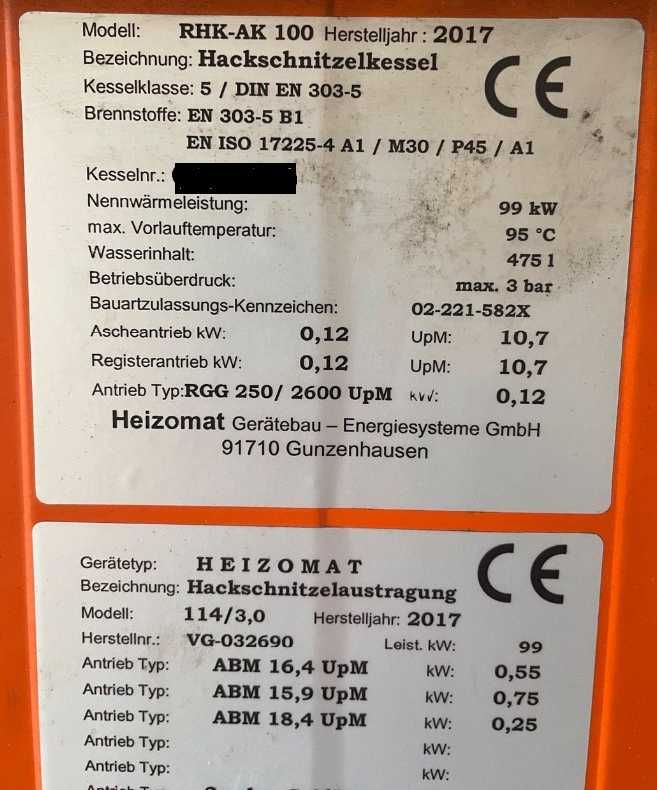 Modell: RHK-AK 100 Herstelljahr : 2017
Bezeichnung: Hackschnitzelkessel
Kesselklasse: 5 / DIN EN 303-5
CE
Brennstoffe: EN 303-5 B1
EN ISO 17225-4 A1 / M30 / P45 / A1
Kesselnr.:
Nennwärmeleistung: 99 kW
max. Vorlauftemperatur: 95 °C
Wasserinhalt: 475 l
Betriebsüberdruck: max. 3 bar
Bauartzulassungs-Kennzeichen: 02-221-582X
Ascheantrieb kW: 0,12 UpM: 10,7
Registerantrieb kW: 0,12 UpM: 10,7
Antrieb Typ:RGG 250/ 2600 UpM kW: 0,12
Heizomat Gerätebau – Energiesysteme GmbH
91710 Gunzenhausen
Gerätetyp: HEIZOMAT
CE
Bezeichnung: Hackschnitzelaustragung
Modell: 114/3,0 Herstelljahr: 2017
Herstellnr.: VG-032690 Leist. kW: 99
Antrieb Typ: ABM 16,4 UpM kW: 0,55
Antrieb Typ: ABM 15,9 UpM kW: 0,75
Antrieb Typ: ABM 18,4 UpM kW: 0,25
Antrieb Typ: kW:
Antrieb Typ: kW: